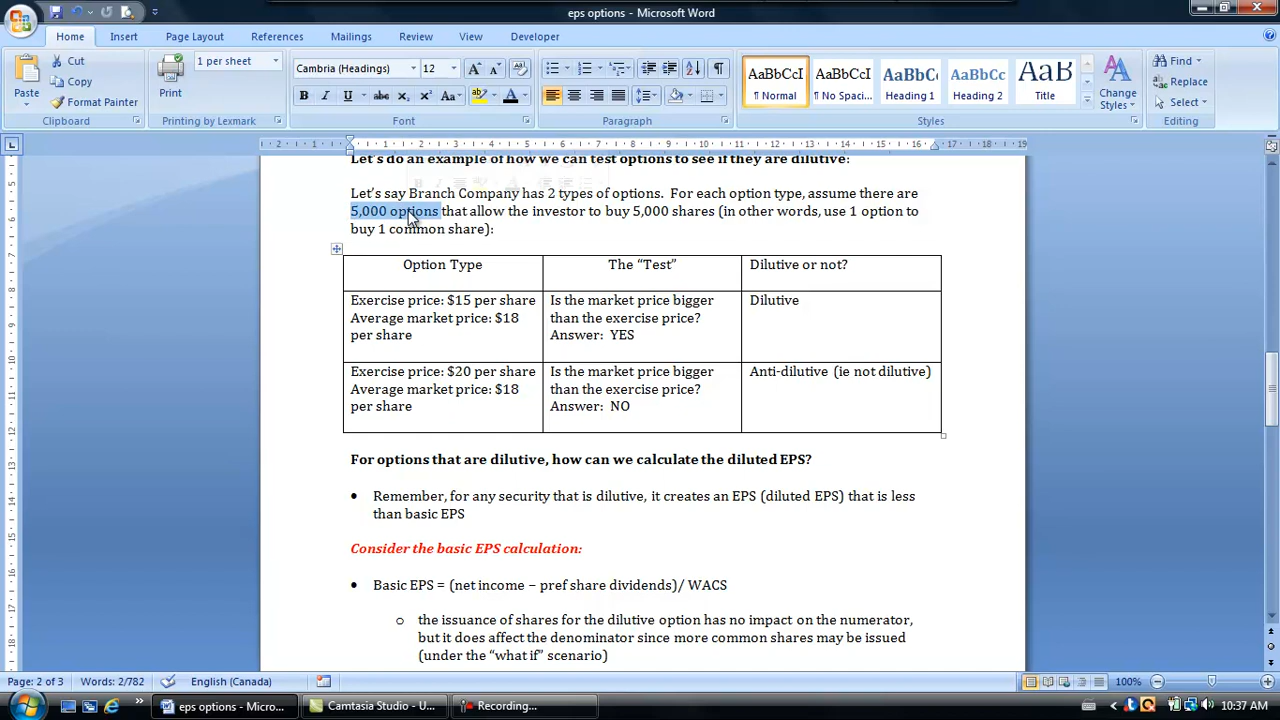 eps options - Microsoft Word
Home
Insert
Page Layout
References
Mailings
Review
View
Developer
Paste
Cut
Copy
Format Painter
Clipboard
1 per sheet
Print
Printing by Lexmark
Cambria (Headings)
12
Font
Paragraph
AaBbCcI
¶ Normal
AaBbCcI
¶ No Spaci...
AaBbCc
Heading 1
AaBbCc
Heading 2
AaB
Title
Change
Styles
Styles
Find
Replace
Select
Editing
Let's do an example of how we can test options to see if they are dilutive:
Let's say Branch Company has 2 types of options. For each option type, assume there are
5,000 options that allow the investor to buy 5,000 shares (in other words, use 1 option to
buy 1 common share):
Option Type
The “Test”
Dilutive or not?
Exercise price: $15 per share
Average market price: $18
per share
Is the market price bigger
than the exercise price?
Answer: YES
Dilutive
Exercise price: $20 per share
Average market price: $18
per share
Is the market price bigger
than the exercise price?
Answer: NO
Anti-dilutive (ie not dilutive)
For options that are dilutive, how can we calculate the diluted EPS?
• Remember, for any security that is dilutive, it creates an EPS (diluted EPS) that is less
than basic EPS
Consider the basic EPS calculation:
• Basic EPS = (net income – pref share dividends)/ WACS
o the issuance of shares for the dilutive option has no impact on the numerator,
but it does affect the denominator since more common shares may be issued
(under the “what if” scenario)
Page: 2 of 3
Words: 2/782
English (Canada)
100%
eps options - Micro...
Camtasia Studio - U...
Recording...
10:37 AM